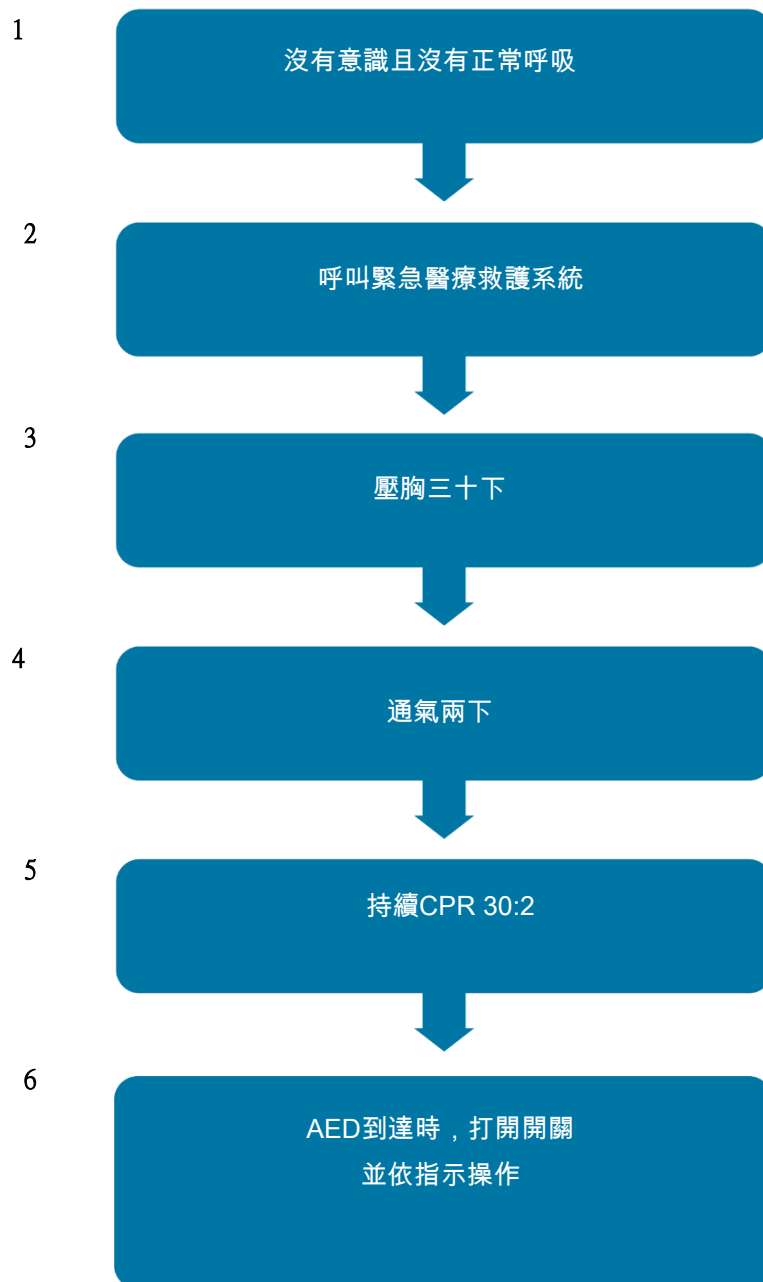 1
沒有意識且沒有正常呼吸
2
呼叫緊急醫療救護系統
3
壓胸三十下
4
通氣兩下
5
持續CPR 30:2
6
AED到達時，打開開關
並依指示操作